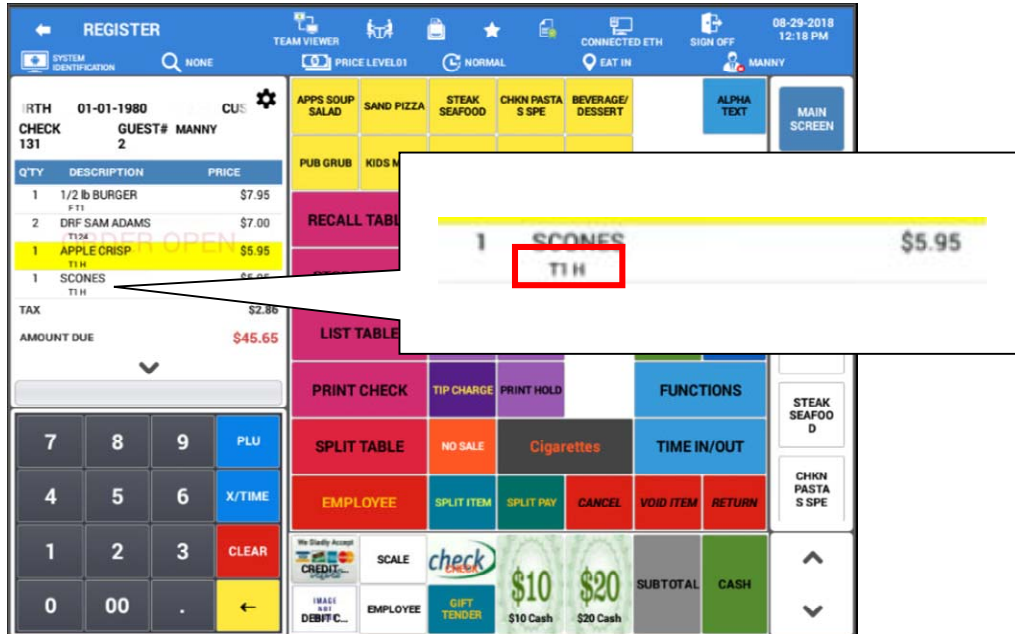 REGISTER
TEAM VIEWER
CONNECTED ETH
SIGN OFF
08-29-2018
12:18 PM
SYSTEM
IDENTIFICATION
NONE
PRICE LEVEL01
NORMAL
EAT IN
MANNY
IRTH 01-01-1980 CUS
CHECK GUEST# MANNY
131 2
Q'TY DESCRIPTION PRICE
1 1/2 lb BURGER $7.95
2 DRF SAM ADAMS $7.00
T124
ORDER OPEN
1 APPLE CRISP $5.95
T1 H
1 SCONES
T1 H
TAX $2.86
AMOUNT DUE $45.65
7 8 9 PLU
4 5 6 X/TIME
1 2 3 CLEAR
0 00 . ←
APPS SOUP
SALAD
SAND PIZZA
STEAK
SEAFOOD
CHKN PASTA
S SPE
BEVERAGE/
DESSERT
ALPHA
TEXT
MAIN
SCREEN
PUB GRUB
KIDS M
RECALL TABL
1 SCONES $5.95
T1 H
LIST TABLE
PRINT CHECK
TIP CHARGE
PRINT HOLD
FUNCTIONS
STEAK
SEAFOO
D
SPLIT TABLE
NO SALE
Cigarettes
TIME IN/OUT
EMPLOYEE
SPLIT ITEM
SPLIT PAY
CANCEL
VOID ITEM
RETURN
CHKN
PASTA
S SPE
We Gladly Accept
CREDIT...
SCALE
check
CHECK
$10
$10 Cash
$20
$20 Cash
SUBTOTAL
CASH
IMAGE
NOT
DEBIT C...
EMPLOYEE
GIFT
TENDER